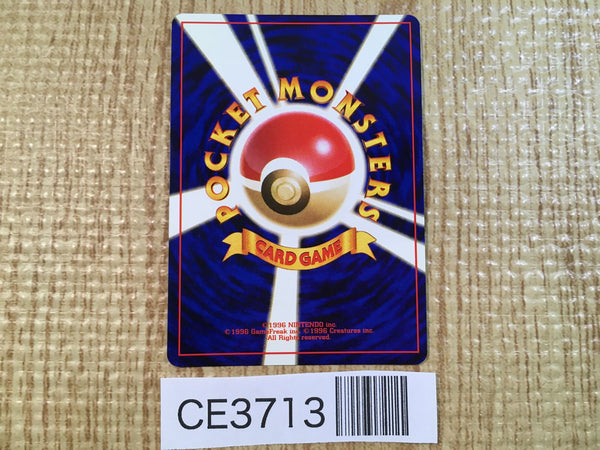 POCKET MONSTERS
CARD GAME
©1996 NINTENDO inc.
©1996 GameFreak inc. ©1996 Creatures inc.
All Rights reserved.
CE3713